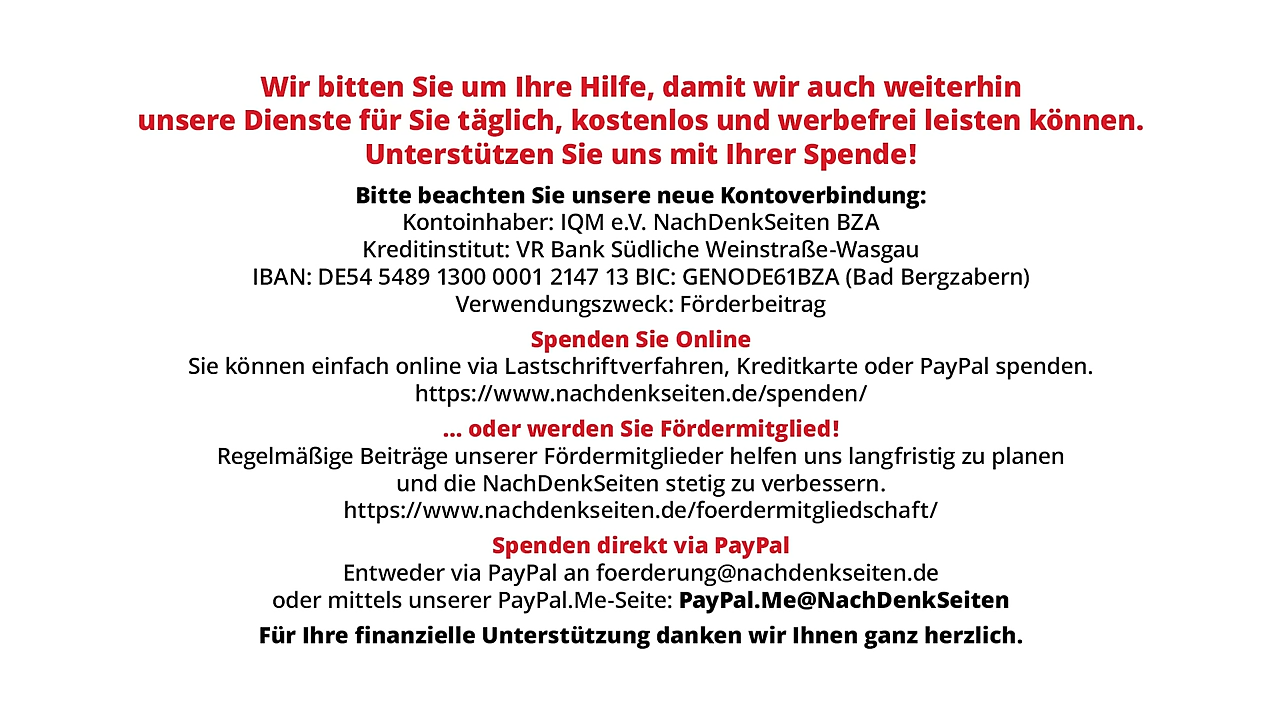 Wir bitten Sie um Ihre Hilfe, damit wir auch weiterhin
unsere Dienste für Sie täglich, kostenlos und werbefrei leisten können.
Unterstützen Sie uns mit Ihrer Spende!
Bitte beachten Sie unsere neue Kontoverbindung:
Kontoinhaber: IQM e.V. NachDenkSeiten BZA
Kreditinstitut: VR Bank Südliche Weinstraße-Wasgau
IBAN: DE54 5489 1300 0001 2147 13 BIC: GENODE61BZA (Bad Bergzabern)
Verwendungszweck: Förderbeitrag
Spenden Sie Online
Sie können einfach online via Lastschriftverfahren, Kreditkarte oder PayPal spenden.
https://www.nachdenkseiten.de/spenden/
... oder werden Sie Fördermitglied!
Regelmäßige Beiträge unserer Fördermitglieder helfen uns langfristig zu planen
und die NachDenkSeiten stetig zu verbessern.
https://www.nachdenkseiten.de/foerdermitgliedschaft/
Spenden direkt via PayPal
Entweder via PayPal an foerderung@nachdenkseiten.de
oder mittels unserer PayPal.Me-Seite: PayPal.Me@NachDenkSeiten
Für Ihre finanzielle Unterstützung danken wir Ihnen ganz herzlich.